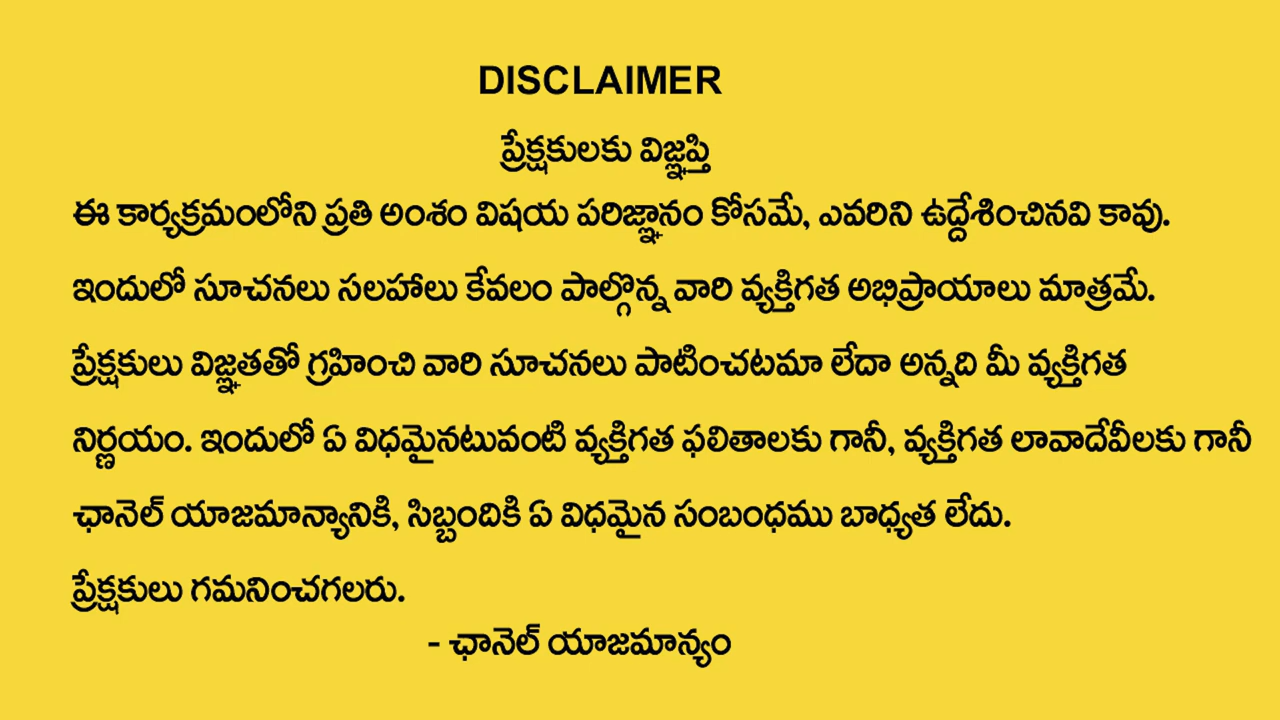 DISCLAIMER
ప్రేక్షకులకు విజ్ఞప్తి
ఈ కార్యక్రమంలోని ప్రతి అంశం విషయ పరిజ్ఞానం కోసమే, ఎవరిని ఉద్దేశించినవి కావు.
ఇందులో సూచనలు సలహాలు కేవలం పాల్గొన్న వారి వ్యక్తిగత అభిప్రాయాలు మాత్రమే.
ప్రేక్షకులు విజ్ఞతతో గ్రహించి వారి సూచనలు పాటించటమా లేదా అన్నది మీ వ్యక్తిగత
నిర్ణయం. ఇందులో ఏ విధమైనటువంటి వ్యక్తిగత ఫలితాలకు గానీ, వ్యక్తిగత లావాదేవీలకు గానీ
ఛానెల్ యాజమాన్యానికి, సిబ్బందికి ఏ విధమైన సంబంధము బాధ్యత లేదు.
ప్రేక్షకులు గమనించగలరు.
- ఛానెల్ యాజమాన్యం